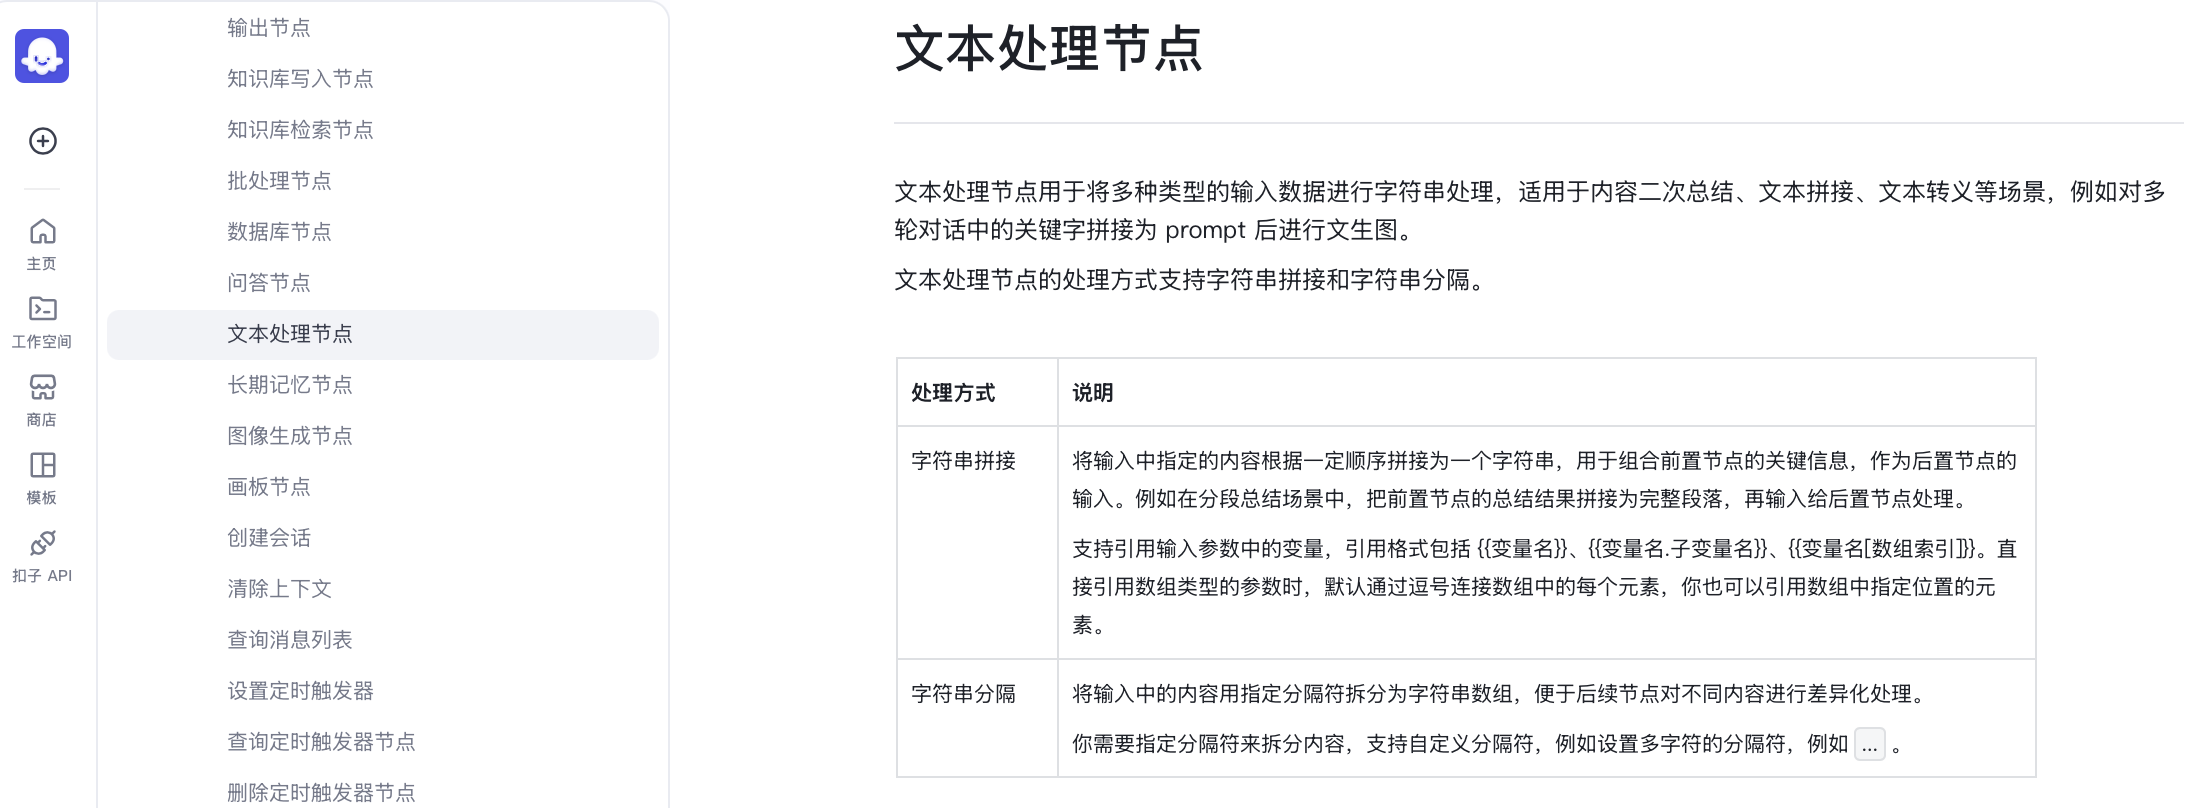 主页
工作空间
商店
模板
扣子 API
输出节点
知识库写入节点
知识库检索节点
批处理节点
数据库节点
问答节点
文本处理节点
长期记忆节点
图像生成节点
画板节点
创建会话
清除上下文
查询消息列表
设置定时触发器
查询定时触发器节点
删除定时触发器节点
文本处理节点
文本处理节点用于将多种类型的输入数据进行字符串处理，适用于内容二次总结、文本拼接、文本转义等场景，例如对多
轮对话中的关键字拼接为 prompt 后进行文生图。
文本处理节点的处理方式支持字符串拼接和字符串分隔。
处理方式 说明
字符串拼接 将输入中指定的内容根据一定顺序拼接为一个字符串，用于组合前置节点的关键信息，作为后置节点的
输入。例如在分段总结场景中，把前置节点的总结结果拼接为完整段落，再输入给后置节点处理。
支持引用输入参数中的变量，引用格式包括 {{变量名}}、{{变量名.子变量名}}、{{变量名[数组索引]}}。直
接引用数组类型的参数时，默认通过逗号连接数组中的每个元素，你也可以引用数组中指定位置的元
素。
字符串分隔 将输入中的内容用指定分隔符拆分为字符串数组，便于后续节点对不同内容进行差异化处理。
你需要指定分隔符来拆分内容，支持自定义分隔符，例如设置多字符的分隔符，例如 ... 。